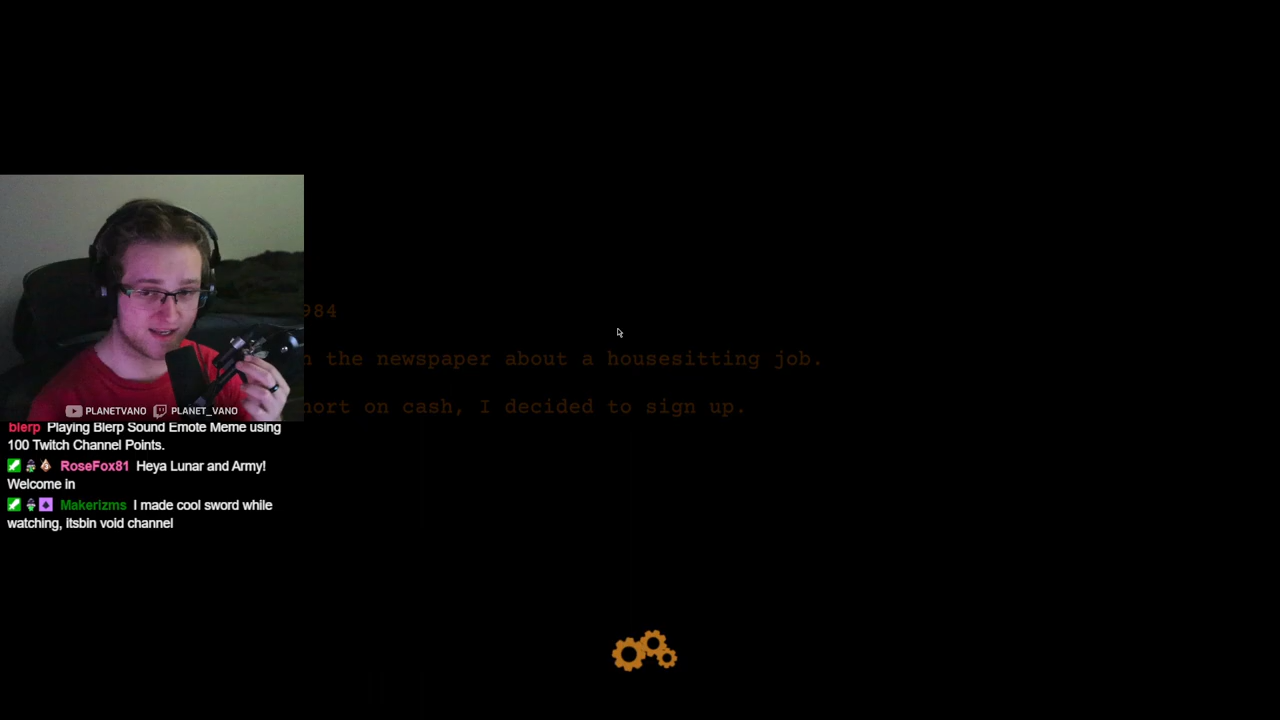 984
the newspaper about a housesitting job.
on cash, I decided to sign up.
PLANETVANO PLANET_VANO
blerp Playing Blerp Sound Emote Meme using
100 Twitch Channel Points.
RoseFox81 Heya Lunar and Army!
Welcome in
Makerizms I made cool sword while
watching, itsbin void channel